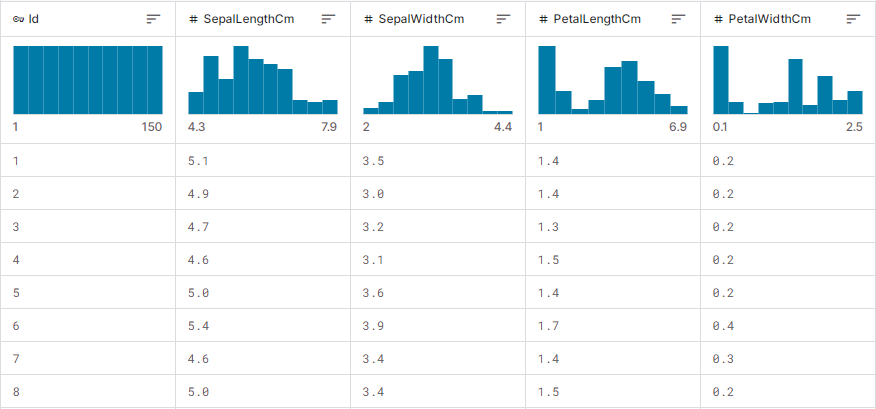 Id # SepalLengthCm # SepalWidthCm # PetalLengthCm # PetalWidthCm
1 150 4.3 7.9 2 4.4 1 6.9 0.1 2.5
1 5.1 3.5 1.4 0.2
2 4.9 3.0 1.4 0.2
3 4.7 3.2 1.3 0.2
4 4.6 3.1 1.5 0.2
5 5.0 3.6 1.4 0.2
6 5.4 3.9 1.7 0.4
7 4.6 3.4 1.4 0.3
8 5.0 3.4 1.5 0.2